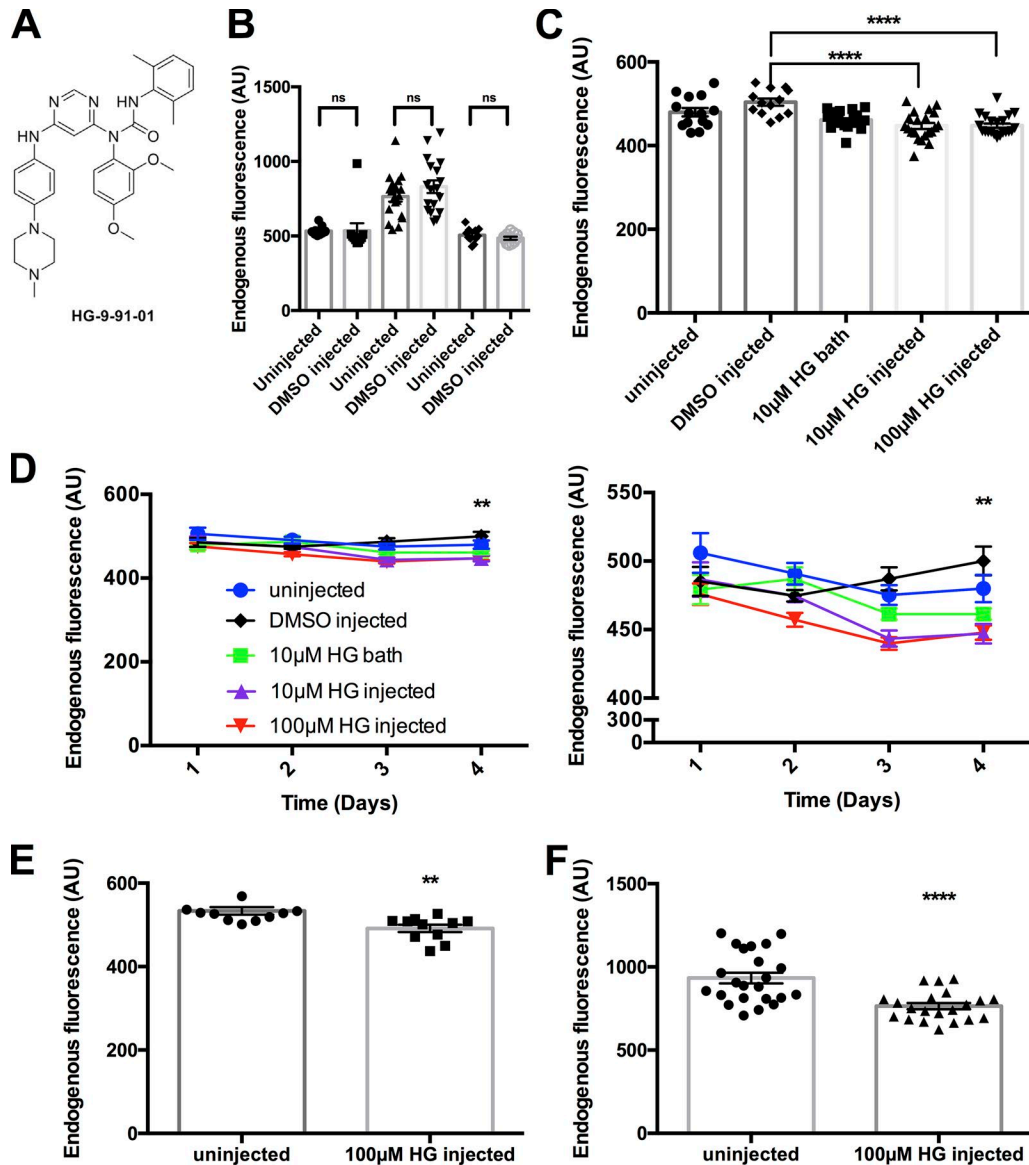 A
N
N
NH
O
HN
N
O
N
O
N
HG-9-91-01
B
Endogenous fluorescence (AU)
1500
1000
500
0
ns
ns
ns
Uninjected
DMSO injected
Uninjected
DMSO injected
Uninjected
DMSO injected
C
Endogenous fluorescence (AU)
600
400
200
0
****
****
uninjected
DMSO injected
10µM HG bath
10µM HG injected
100µM HG injected
D
Endogenous fluorescence (AU)
600
400
200
0
**
uninjected
DMSO injected
10µM HG bath
10µM HG injected
100µM HG injected
1
2
3
4
Time (Days)
Endogenous fluorescence (AU)
550
500
450
400
300
0
**
1
2
3
4
Time (Days)
E
Endogenous fluorescence (AU)
600
400
200
0
**
uninjected
100µM HG injected
F
Endogenous fluorescence (AU)
1500
1000
500
0
****
uninjected
100µM HG injected